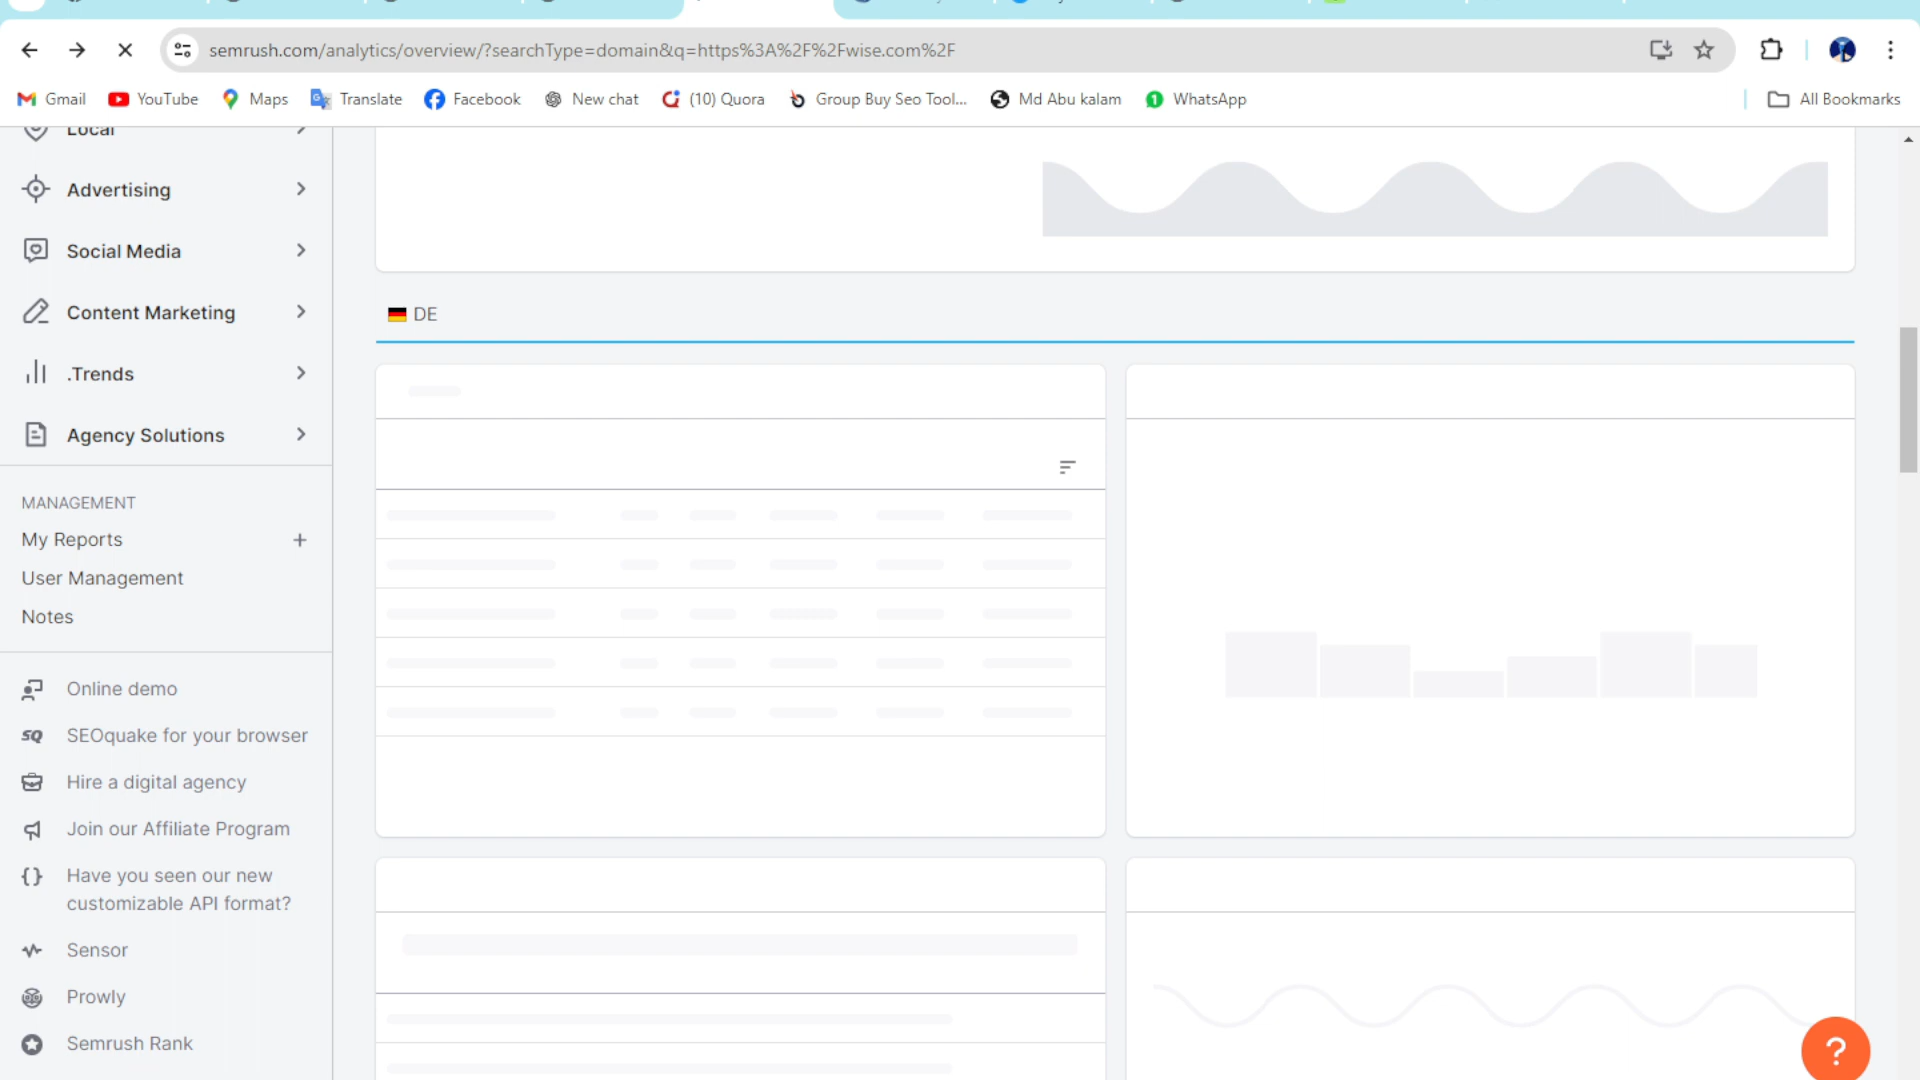 semrush.com/analytics/overview/?searchType=domain&q=https%3A%2F%2Fwise.com%2F
Gmail
YouTube
Maps
Translate
Facebook
New chat
(10) Quora
Group Buy Seo Tool...
Md Abu kalam
1
WhatsApp
All Bookmarks
Local
Advertising
Social Media
Content Marketing
.Trends
Agency Solutions
MANAGEMENT
My Reports
+
User Management
Notes
Online demo
SQ
SEOquake for your browser
Hire a digital agency
Join our Affiliate Program
{}
Have you seen our new
customizable API format?
Sensor
Prowly
Semrush Rank
DE
?